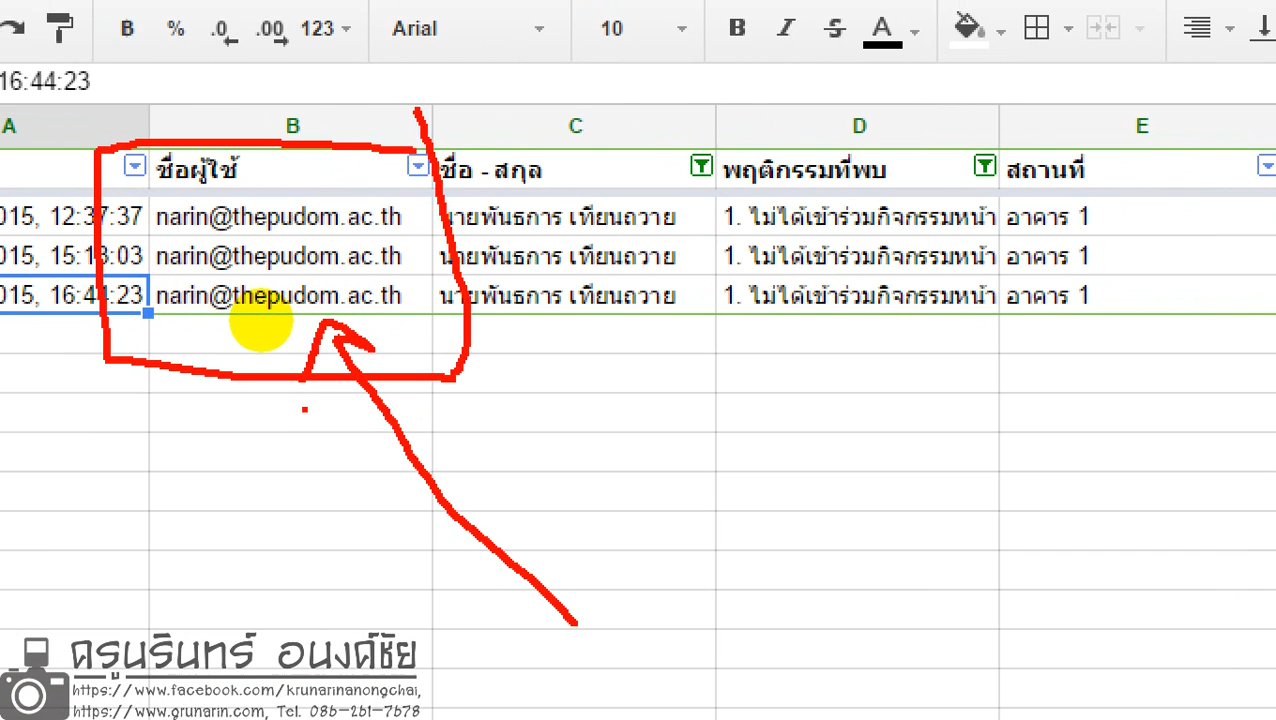 B % .0 .00 123 Arial 10 B I S A
16:44:23
A B C D E
ชื่อผู้ใช้ ชื่อ - สกุล พฤติกรรมที่พบ สถานที่
015, 12:37:37 narin@thepudom.ac.th นายพันธการ เทียนถวาย 1. ไม่ได้เข้าร่วมกิจกรรมหน้า อาคาร 1
015, 15:18:03 narin@thepudom.ac.th นายพันธการ เทียนถวาย 1. ไม่ได้เข้าร่วมกิจกรรมหน้า อาคาร 1
015, 16:44:23 narin@thepudom.ac.th นายพันธการ เทียนถวาย 1. ไม่ได้เข้าร่วมกิจกรรมหน้า อาคาร 1
ครูนรินทร์ อนงค์ชัย
https://www.facebook.com/krunarinanongchai,
https://www.grunarin.com, Tel. 086-261-7678